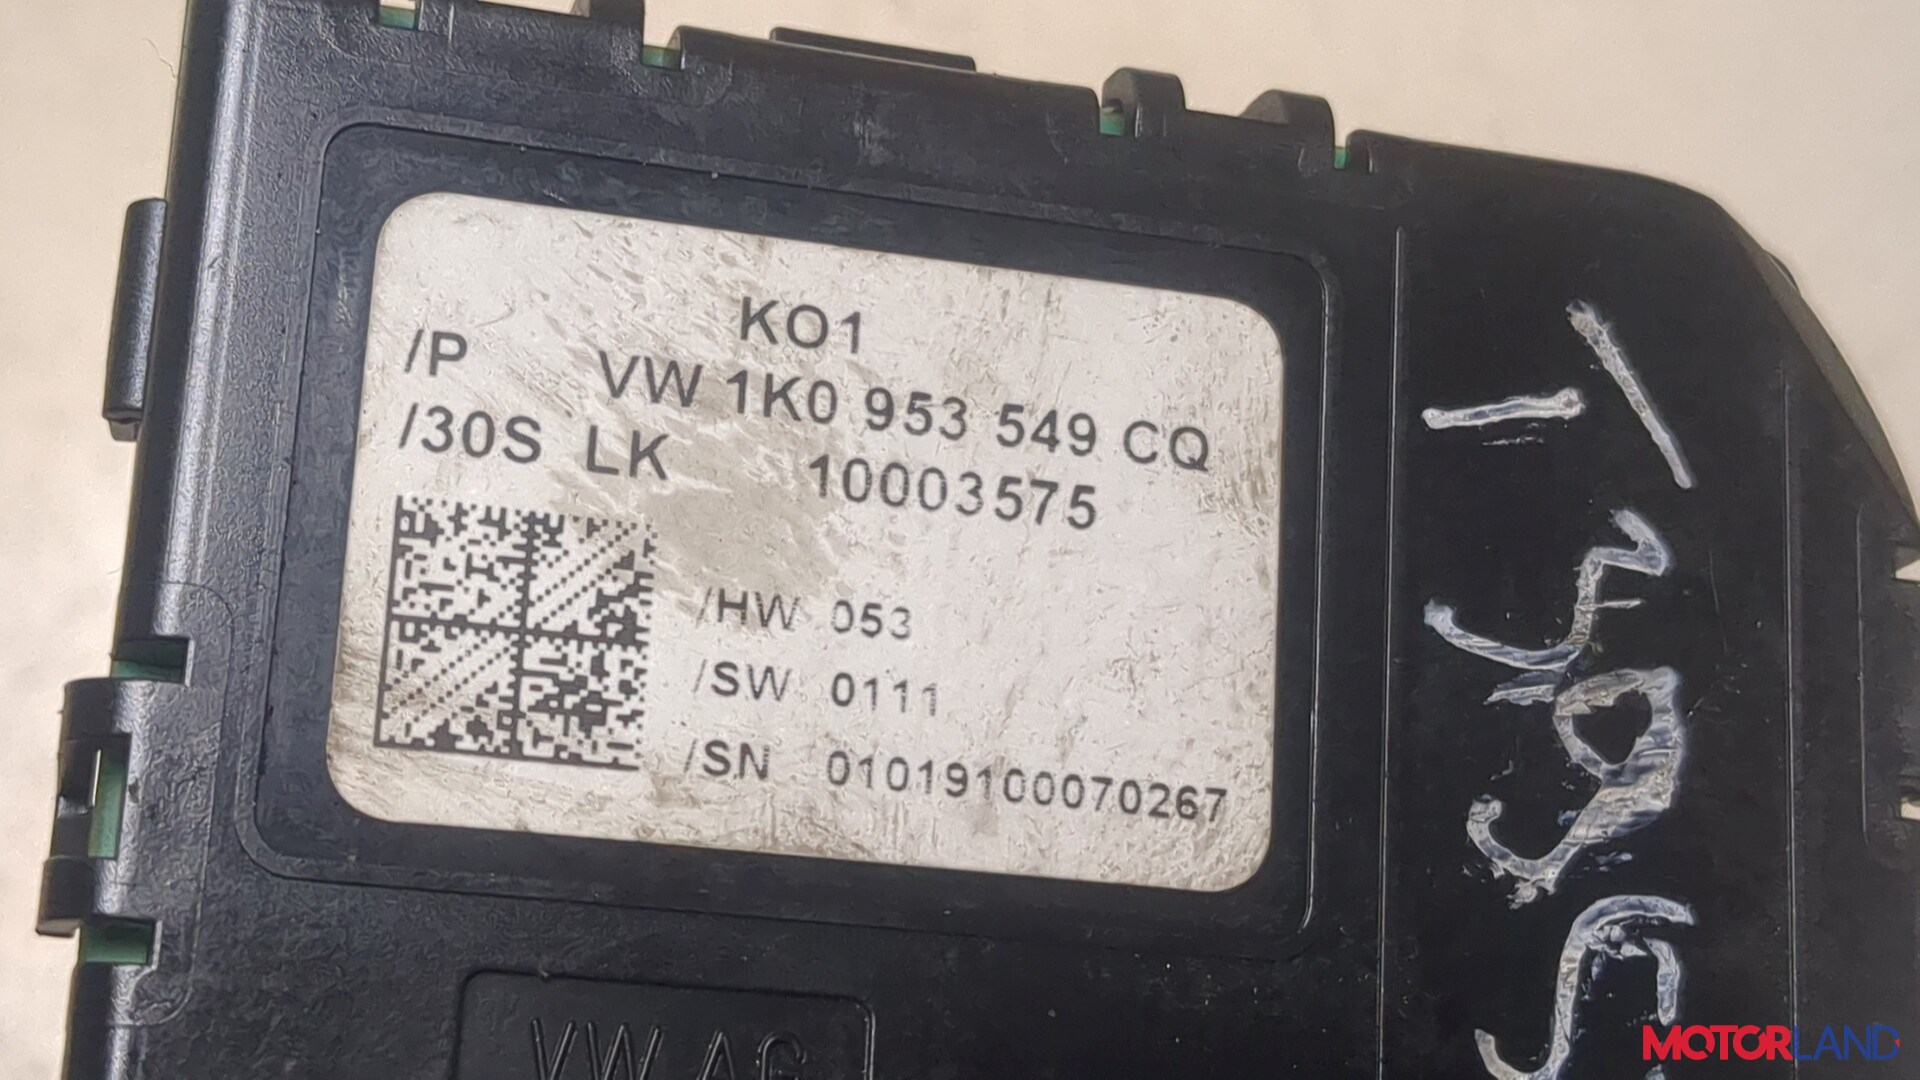 KO1
/P VW 1K0 953 549 CQ
/30S LK 10003575
/HW 053
/SW 0111
/SN 01019100070267
VW AG
MOTORLAND